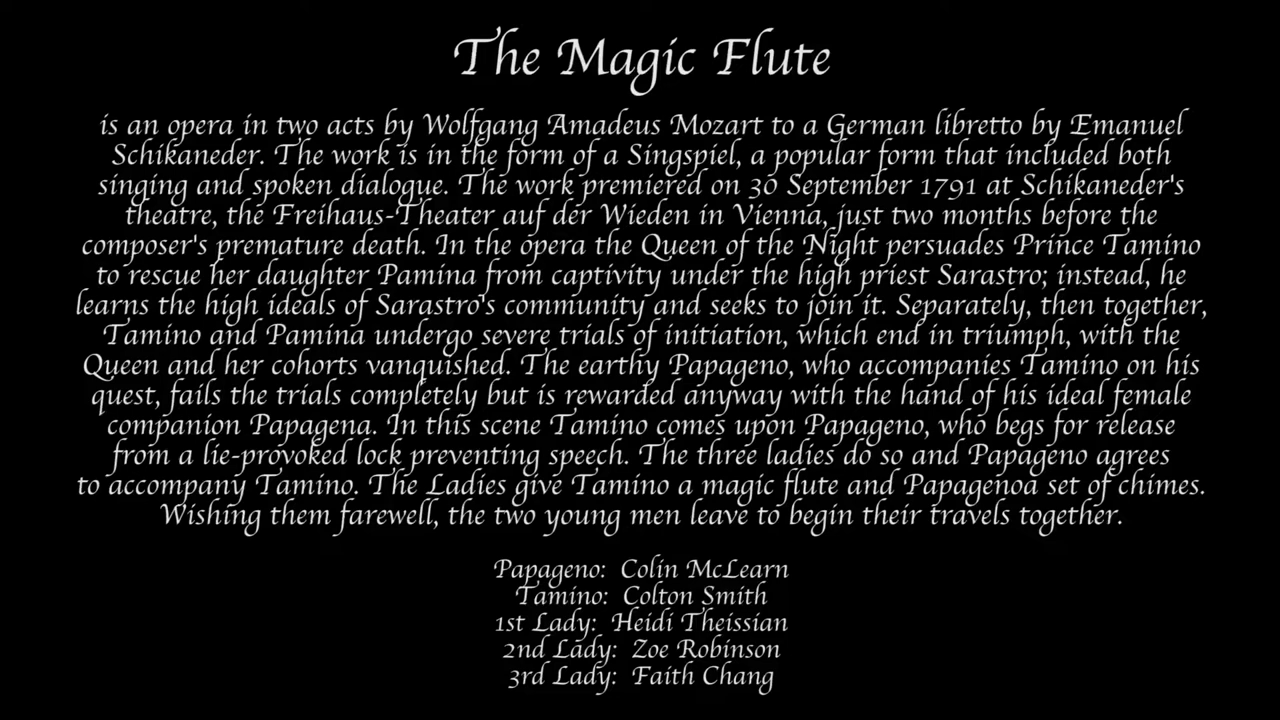 The Magic Flute
is an opera in two acts by Wolfgang Amadeus Mozart to a German libretto by Emanuel
Schikaneder. The work is in the form of a Singspiel, a popular form that included both
singing and spoken dialogue. The work premiered on 30 September 1791 at Schikaneder's
theatre, the Freihaus-Theater auf der Wieden in Vienna, just two months before the
composer's premature death. In the opera the Queen of the Night persuades Prince Tamino
to rescue her daughter Pamina from captivity under the high priest Sarastro; instead, he
learns the high ideals of Sarastro's community and seeks to join it. Separately, then together,
Tamino and Pamina undergo severe trials of initiation, which end in triumph, with the
Queen and her cohorts vanquished. The earthy Papageno, who accompanies Tamino on his
quest, fails the trials completely but is rewarded anyway with the hand of his ideal female
companion Papagena. In this scene Tamino comes upon Papageno, who begs for release
from a lie-provoked lock preventing speech. The three ladies do so and Papageno agrees
to accompany Tamino. The Ladies give Tamino a magic flute and Papagenoa set of chimes.
Wishing them farewell, the two young men leave to begin their travels together.
Papageno: Colin McLearn
Tamino: Colton Smith
1st Lady: Heidi Theissian
2nd Lady: Zoe Robinson
3rd Lady: Faith Chang